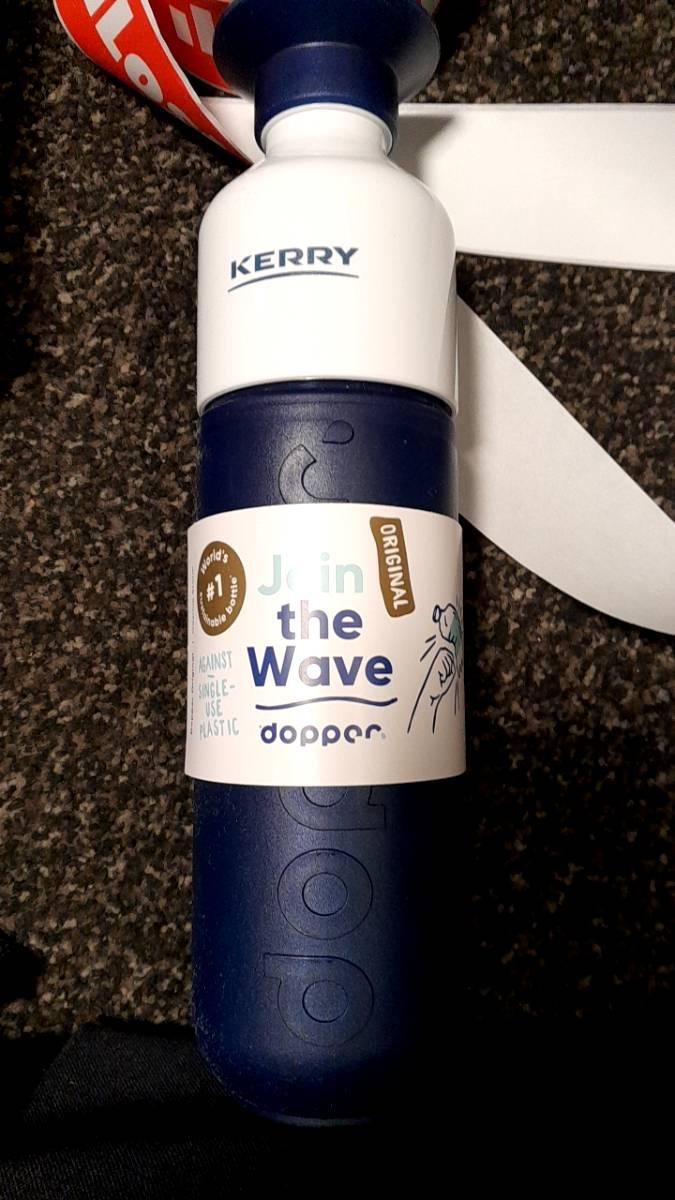 KERRY
World's
#1
sustainable bottle
Join
the
Wave
ORIGINAL
AGAINST
SINGLE-
USE
PLASTIC
dopper
dopper